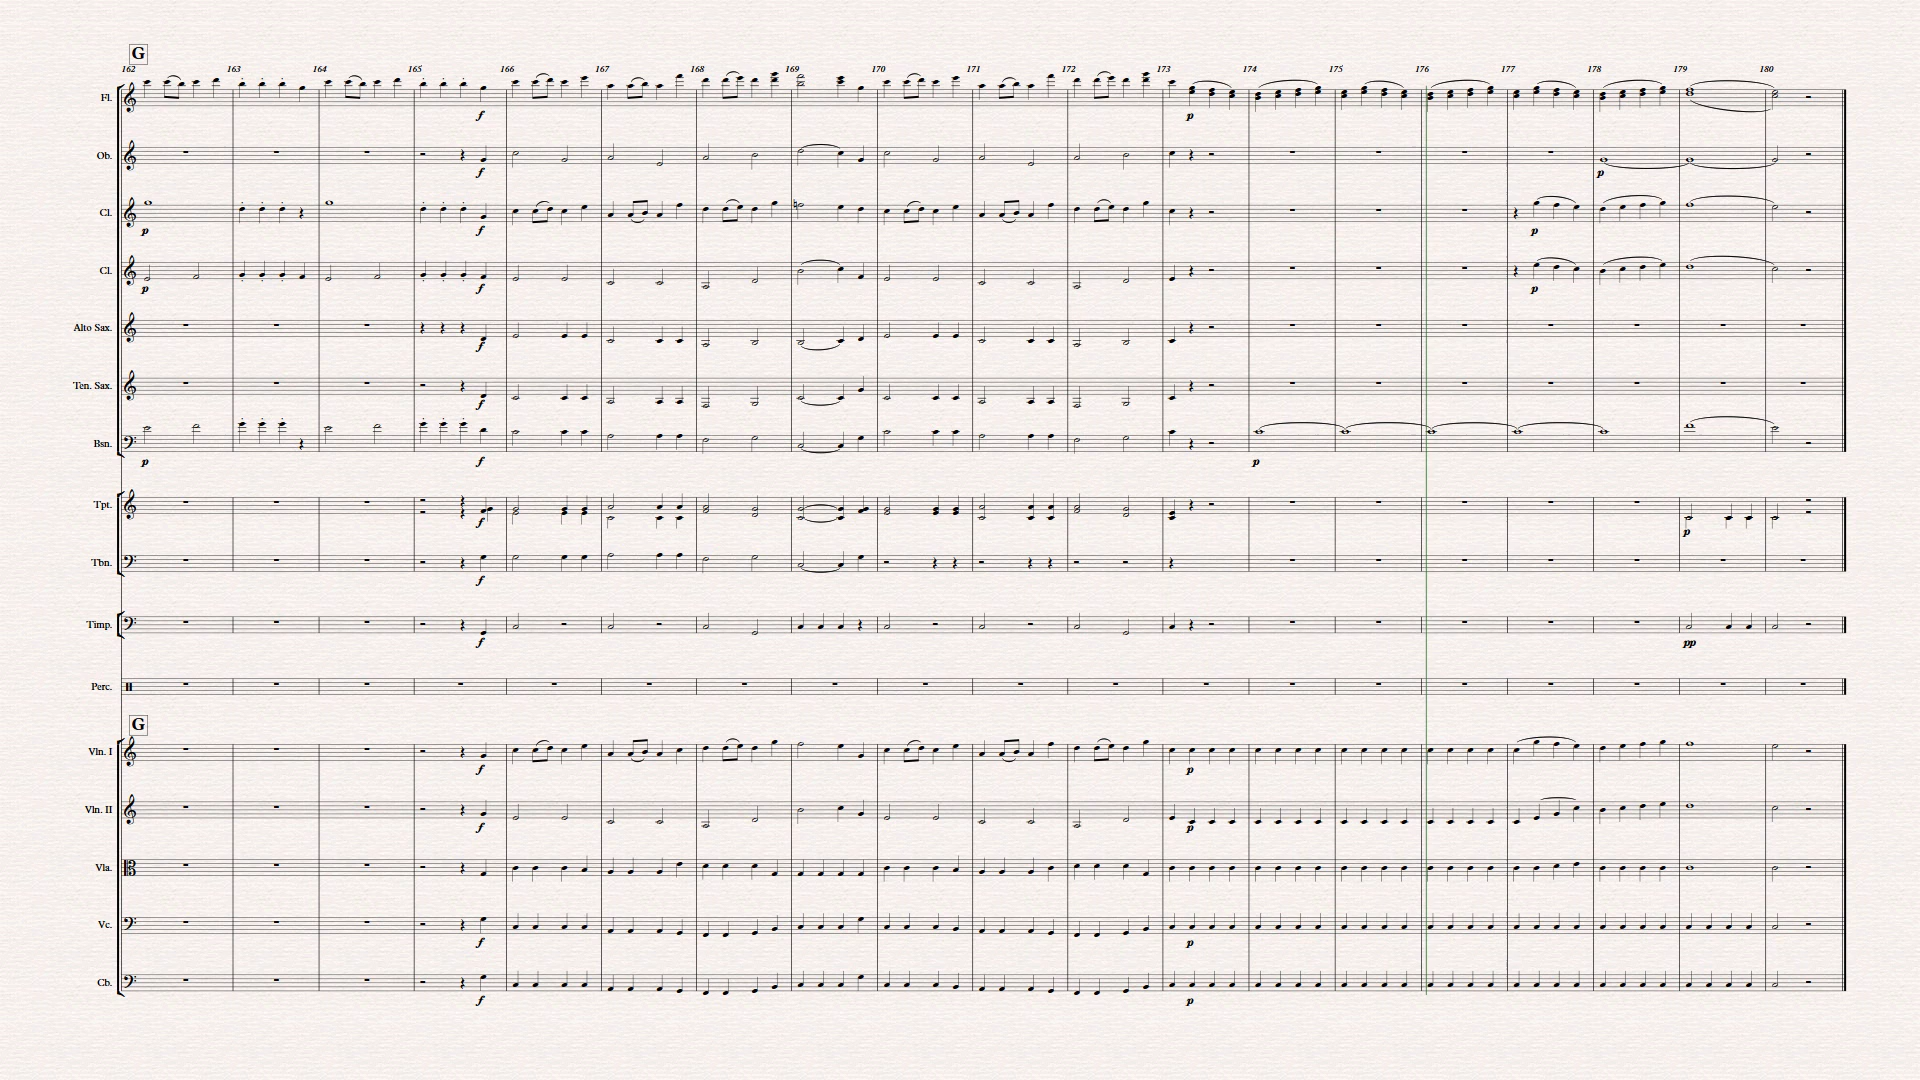 G
162 163 164 165 166 167 168 169 170 171 172 173 174 175 176 177 178 179 180
Fl.
f p
Ob.
f p
Cl.
p f p
Cl.
p f p
Alto Sax.
f
Ten. Sax.
f
Bsn.
p f p
Tpt.
f p
Tbn.
f
Timp.
f pp
Perc.
G
Vln. I
f p
Vln. II
f p
Vla.
Vc.
f p
Cb.
f p